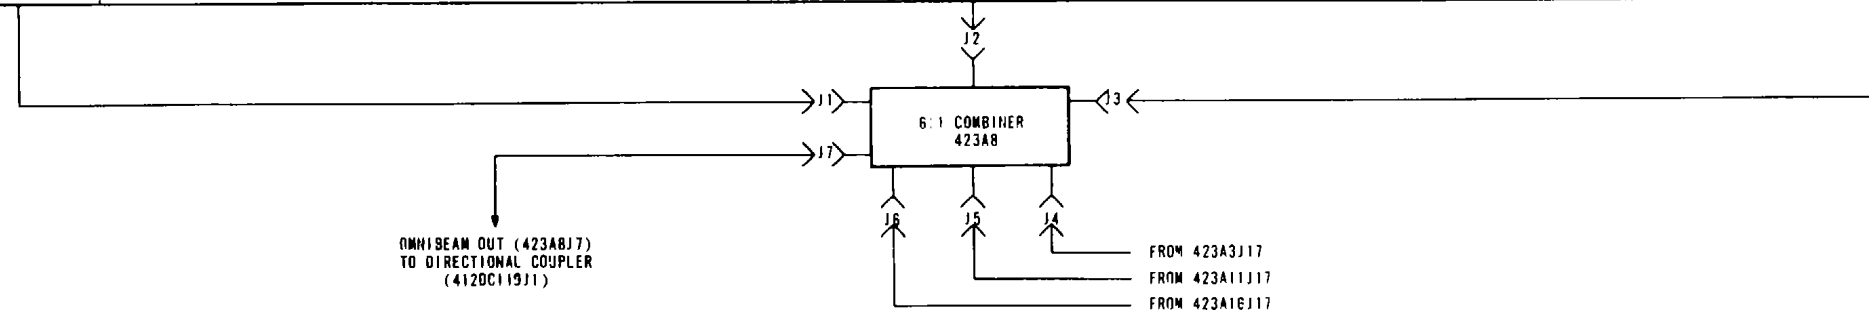 J2
J1
J3
6:1 COMBINER
423A8
J7
J6
J5
J4
OMNIBEAM OUT (423A8J7)
TO DIRECTIONAL COUPLER
(412DC119J1)
FROM 423A3J17
FROM 423A11J17
FROM 423A16J17